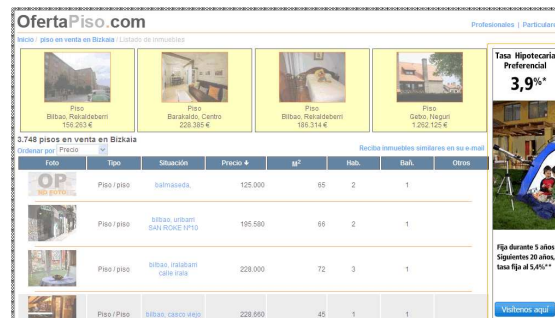 OfertaPiso.com
Profesionales | Particulare
Inicio / piso en venta en Bizkaia / Listado de inmuebles
Piso
Bilbao, Rekaldeberri
156.263 €
Piso
Barakaldo, Centro
228.385 €
Piso
Bilbao, Rekaldeberri
186.314 €
Piso
Getxo, Neguri
1.262.125 €
3.748 pisos en venta en Bizkaia
Ordenar por Precio
Reciba inmuebles similares en su e-mail
Foto Tipo Situación Precio M² Hab. Bañ. Otros
OP
Piso / piso balmaseda, 125,000 65 2 1
Piso / piso bilbao, uribarri SAN ROKE Nº10 195.580 66 2 1
Piso / piso bilbao, iralabarri calle irala 228,000 72 3 1
Piso / Piso bilbao, casco viejo 228,660 45 1 1
Tasa Hipotecaria
Preferencial
3,9%*
Fija durante 5 años
Siguientes 20 años,
tasa fija al 5,4%**
Visítenos aquí